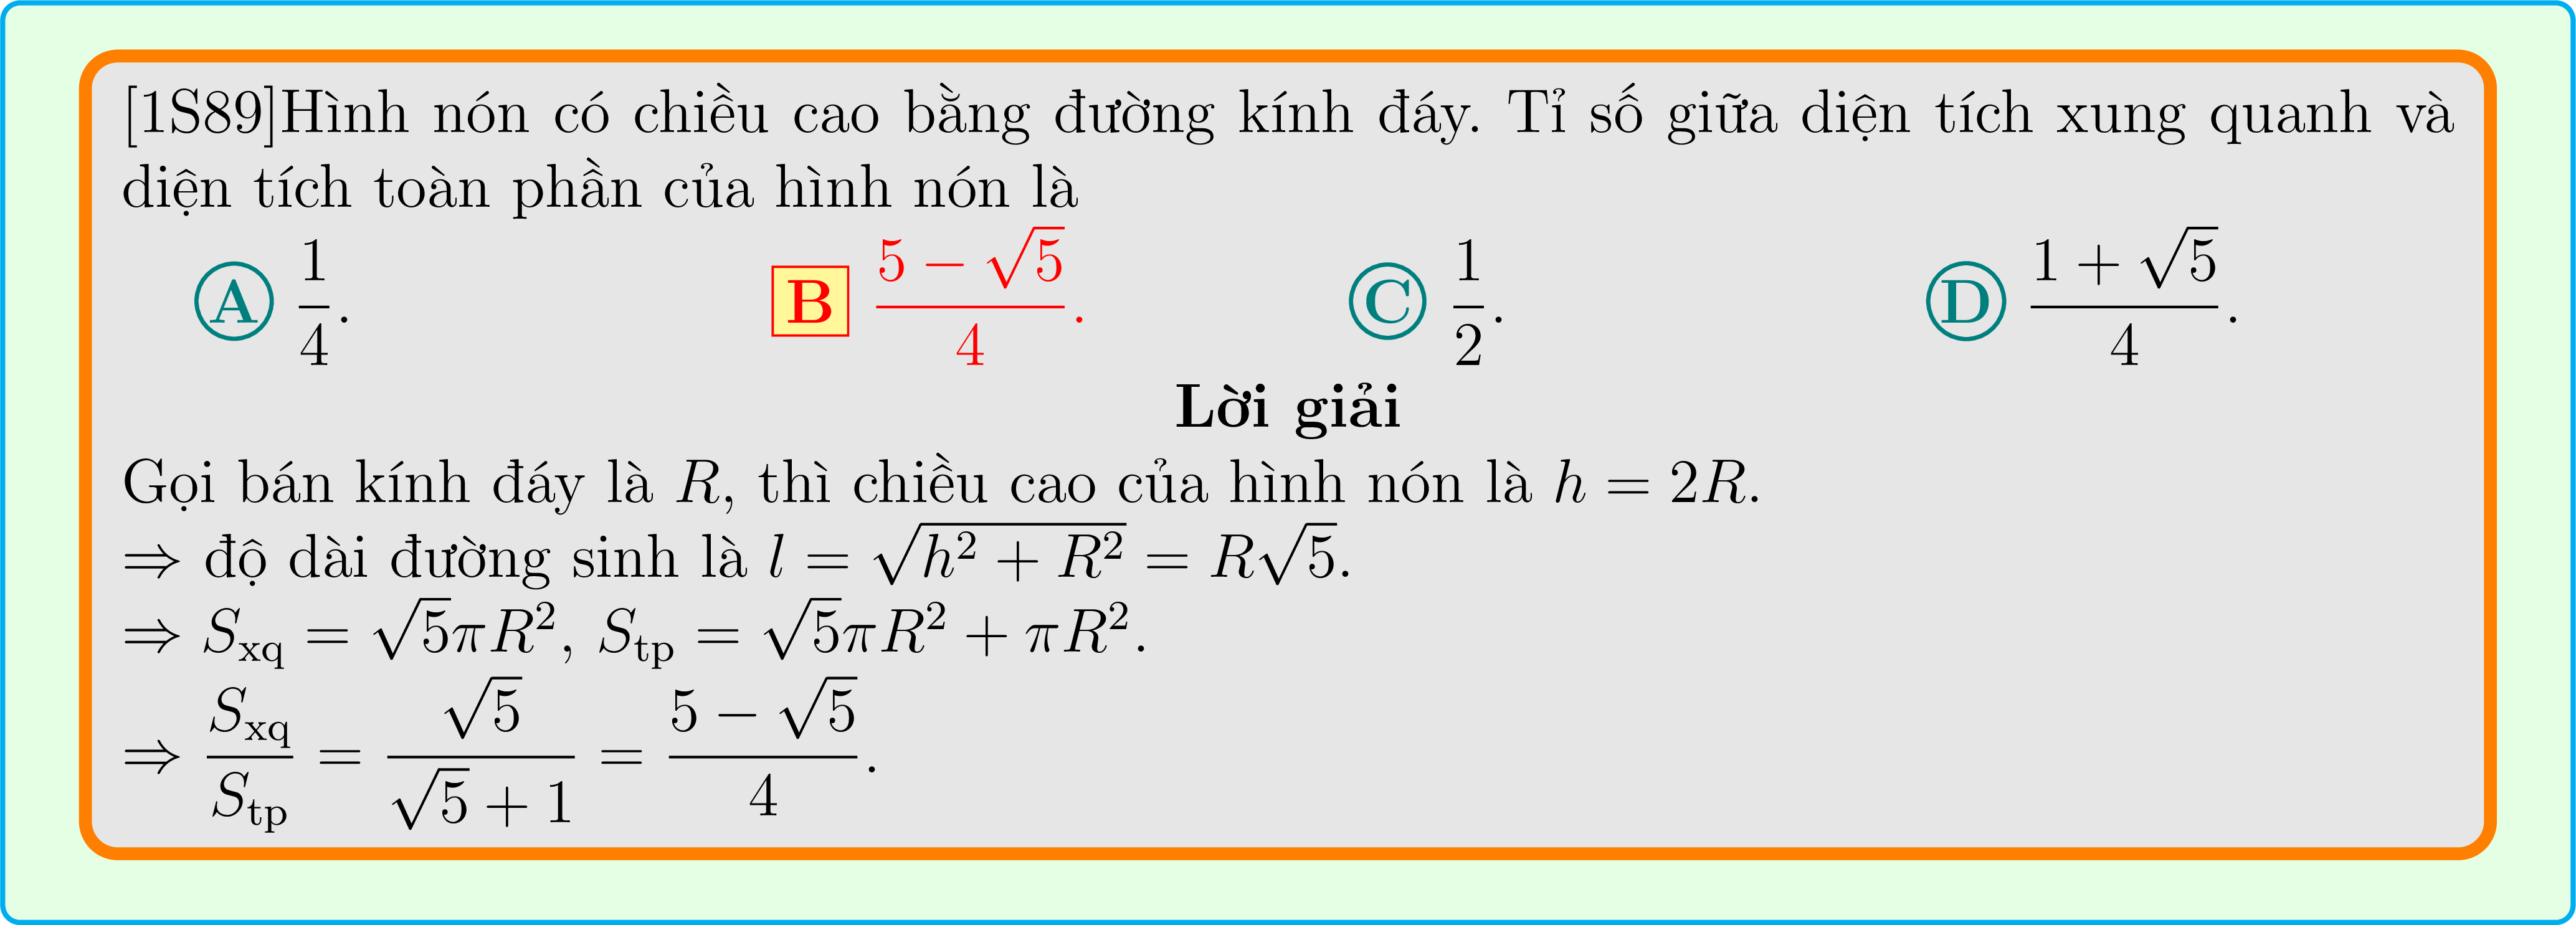 [1S89]Hình nón có chiều cao bằng đường kính đáy. Tỉ số giữa diện tích xung quanh và
diện tích toàn phần của hình nón là
A $\frac{1}{4}$. B $\frac{5-\sqrt{5}}{4}$. C $\frac{1}{2}$. D $\frac{1+\sqrt{5}}{4}$.
Lời giải
Gọi bán kính đáy là $R$, thì chiều cao của hình nón là $h = 2R$.
⇒ độ dài đường sinh là $l = \sqrt{h^2 + R^2} = R\sqrt{5}$.
⇒ $S_{\text{xq}} = \sqrt{5}\pi R^2$, $S_{\text{tp}} = \sqrt{5}\pi R^2 + \pi R^2$.
⇒ $\frac{S_{\text{xq}}}{S_{\text{tp}}} = \frac{\sqrt{5}}{\sqrt{5}+1} = \frac{5-\sqrt{5}}{4}$.